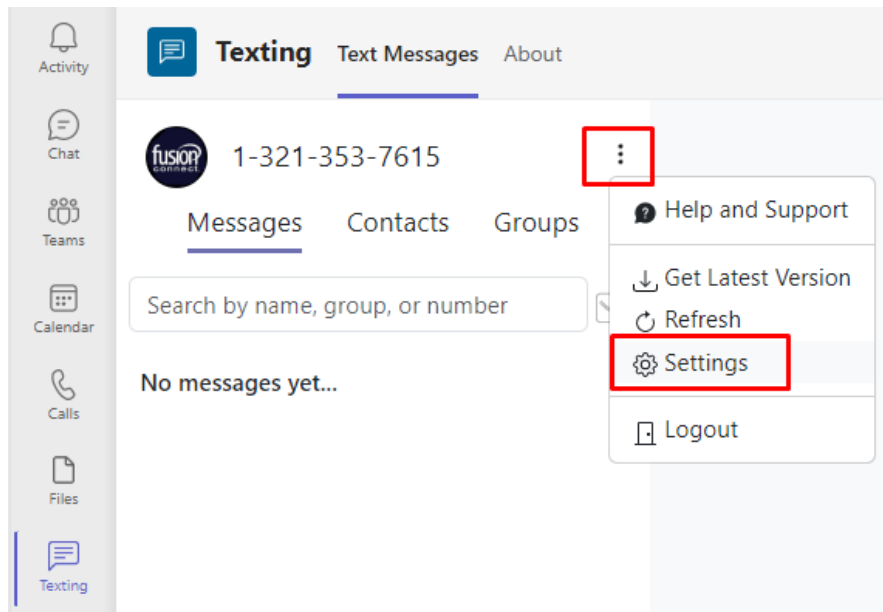 Activity
Chat
Teams
Calendar
Calls
Files
Texting
Texting Text Messages About
fusion
connect
1-321-353-7615
Messages Contacts Groups
Search by name, group, or number
No messages yet...
Help and Support
Get Latest Version
Refresh
Settings
Logout